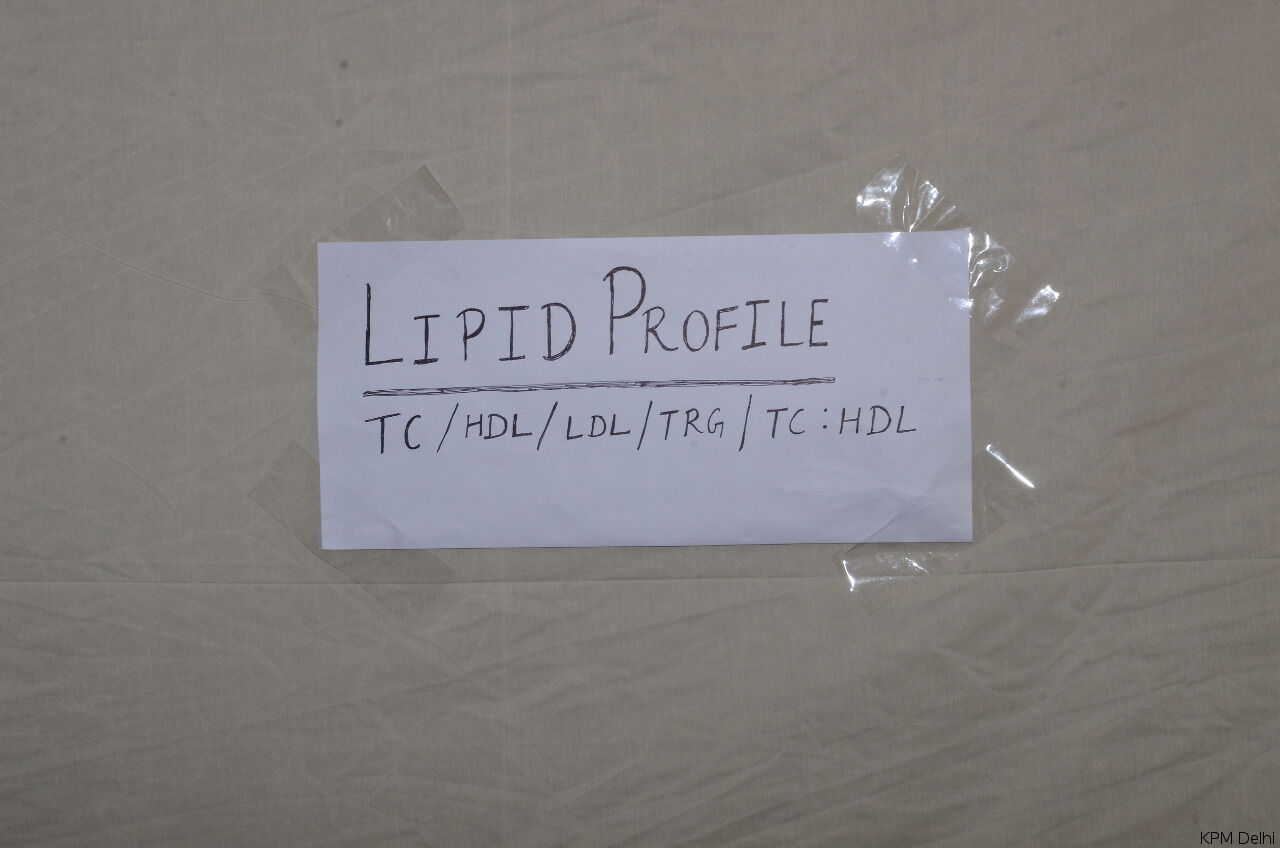 LIPID PROFILE
TC/HDL/LDL/TRG/TC:HDL
KPM Delhi